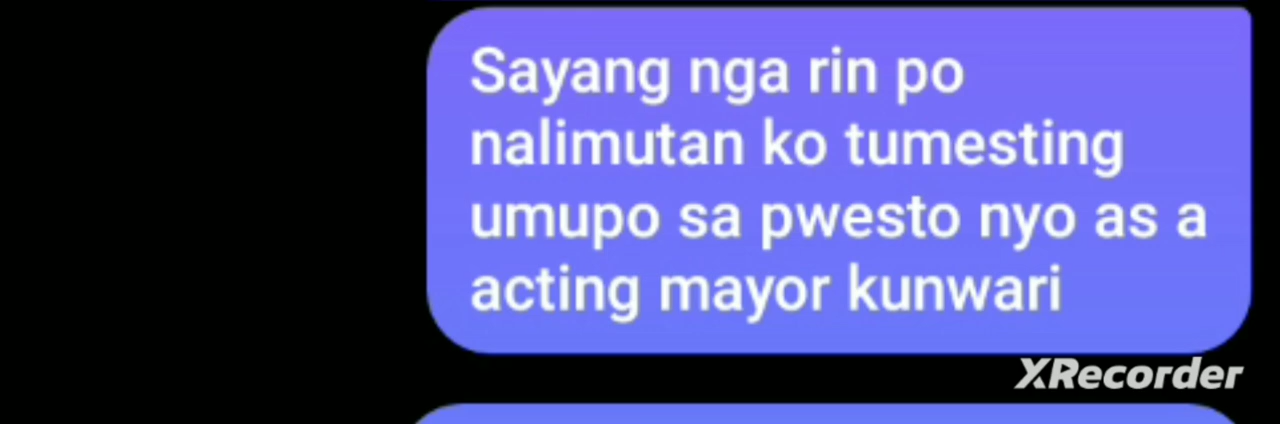 Sayang nga rin po
nalimutan ko tumesting
umupo sa pwesto nyo as a
acting mayor kunwari
XRecorder